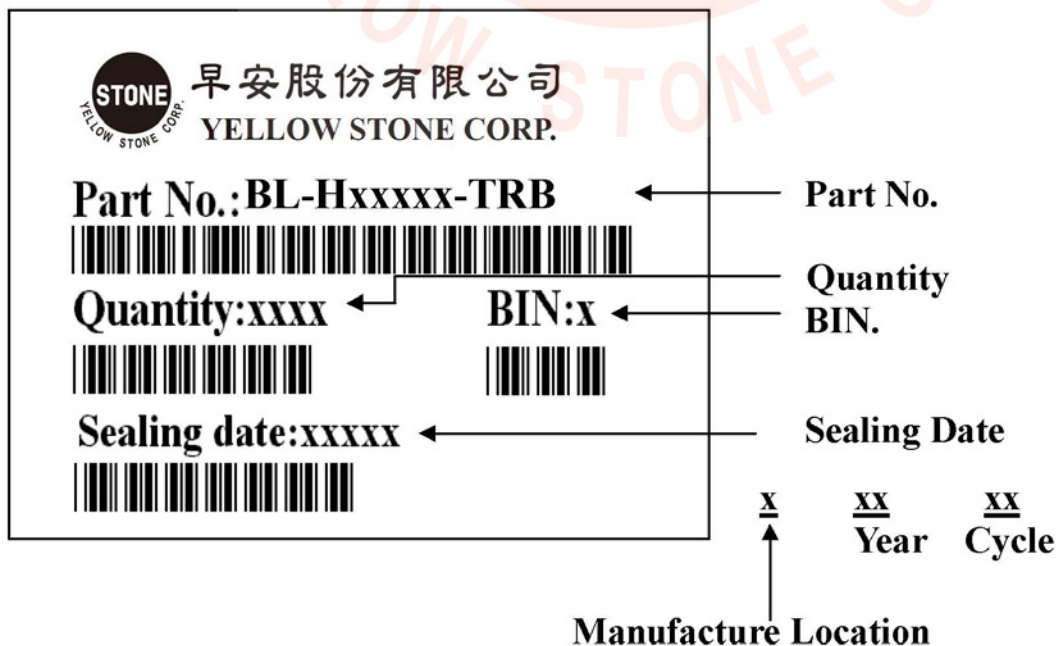 STONE
YELLOW STONE CORP.
早安股份有限公司
YELLOW STONE CORP.
Part No.:BL-Hxxxxx-TRB
Part No.
Quantity:xxxx
BIN:x
Quantity
BIN.
Sealing date:xxxxx
Sealing Date
x xx xx
Year Cycle
Manufacture Location
OW STONE C